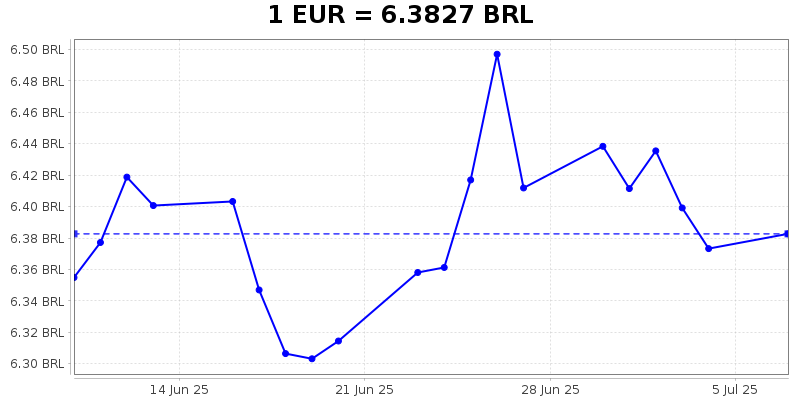 1 EUR = 6.3827 BRL
6.50 BRL
6.48 BRL
6.46 BRL
6.44 BRL
6.42 BRL
6.40 BRL
6.38 BRL
6.36 BRL
6.34 BRL
6.32 BRL
6.30 BRL
14 Jun 25
21 Jun 25
28 Jun 25
5 Jul 25